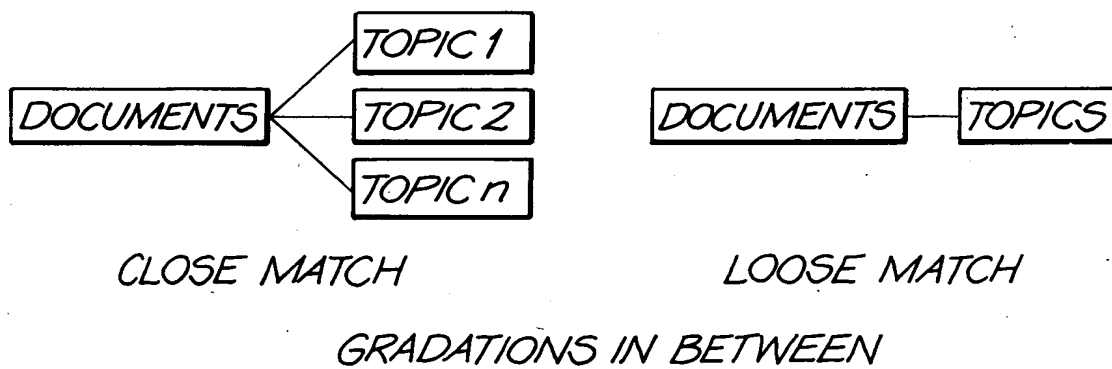 TOPIC 1
DOCUMENTS
TOPIC 2
TOPIC n
CLOSE MATCH
DOCUMENTS
TOPICS
LOOSE MATCH
GRADATIONS IN BETWEEN